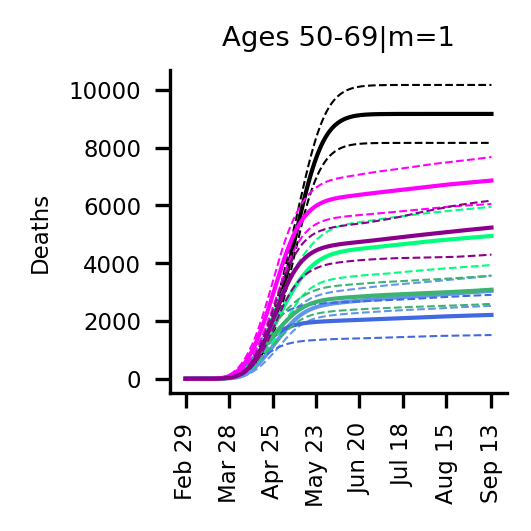 Ages 50-69|m=1
Deaths
10000
8000
6000
4000
2000
0
Feb 29
Mar 28
Apr 25
May 23
Jun 20
Jul 18
Aug 15
Sep 13